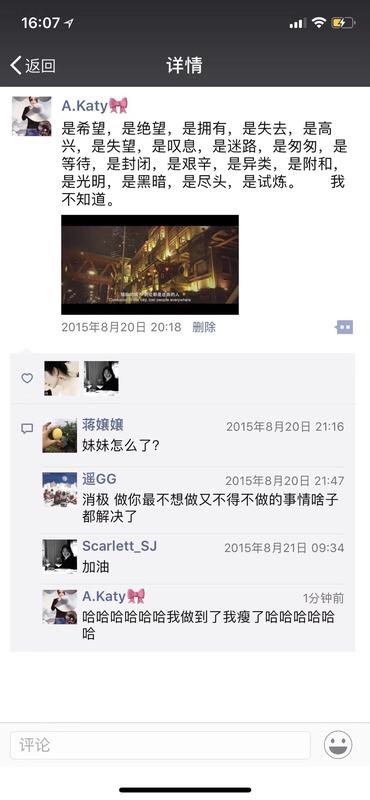 16:07
返回
详情
A.Katy🎀
是希望，是绝望，是拥有，是失去，是高
兴，是失望，是叹息，是迷路，是匆匆，是
等待，是封闭，是艰辛，是异类，是附和，
是光明，是黑暗，是尽头，是试炼。 我
不知道。
2015年8月20日 20:18 删除
蒋嬢嬢 2015年8月20日 21:16
妹妹怎么了?
遥GG 2015年8月20日 21:47
消极 做你最不想做又不得不做的事情啥子
都解决了
Scarlett_SJ 2015年8月21日 09:34
加油
A.Katy🎀 1分钟前
哈哈哈哈哈哈我做到了我瘦了哈哈哈哈哈
哈
评论